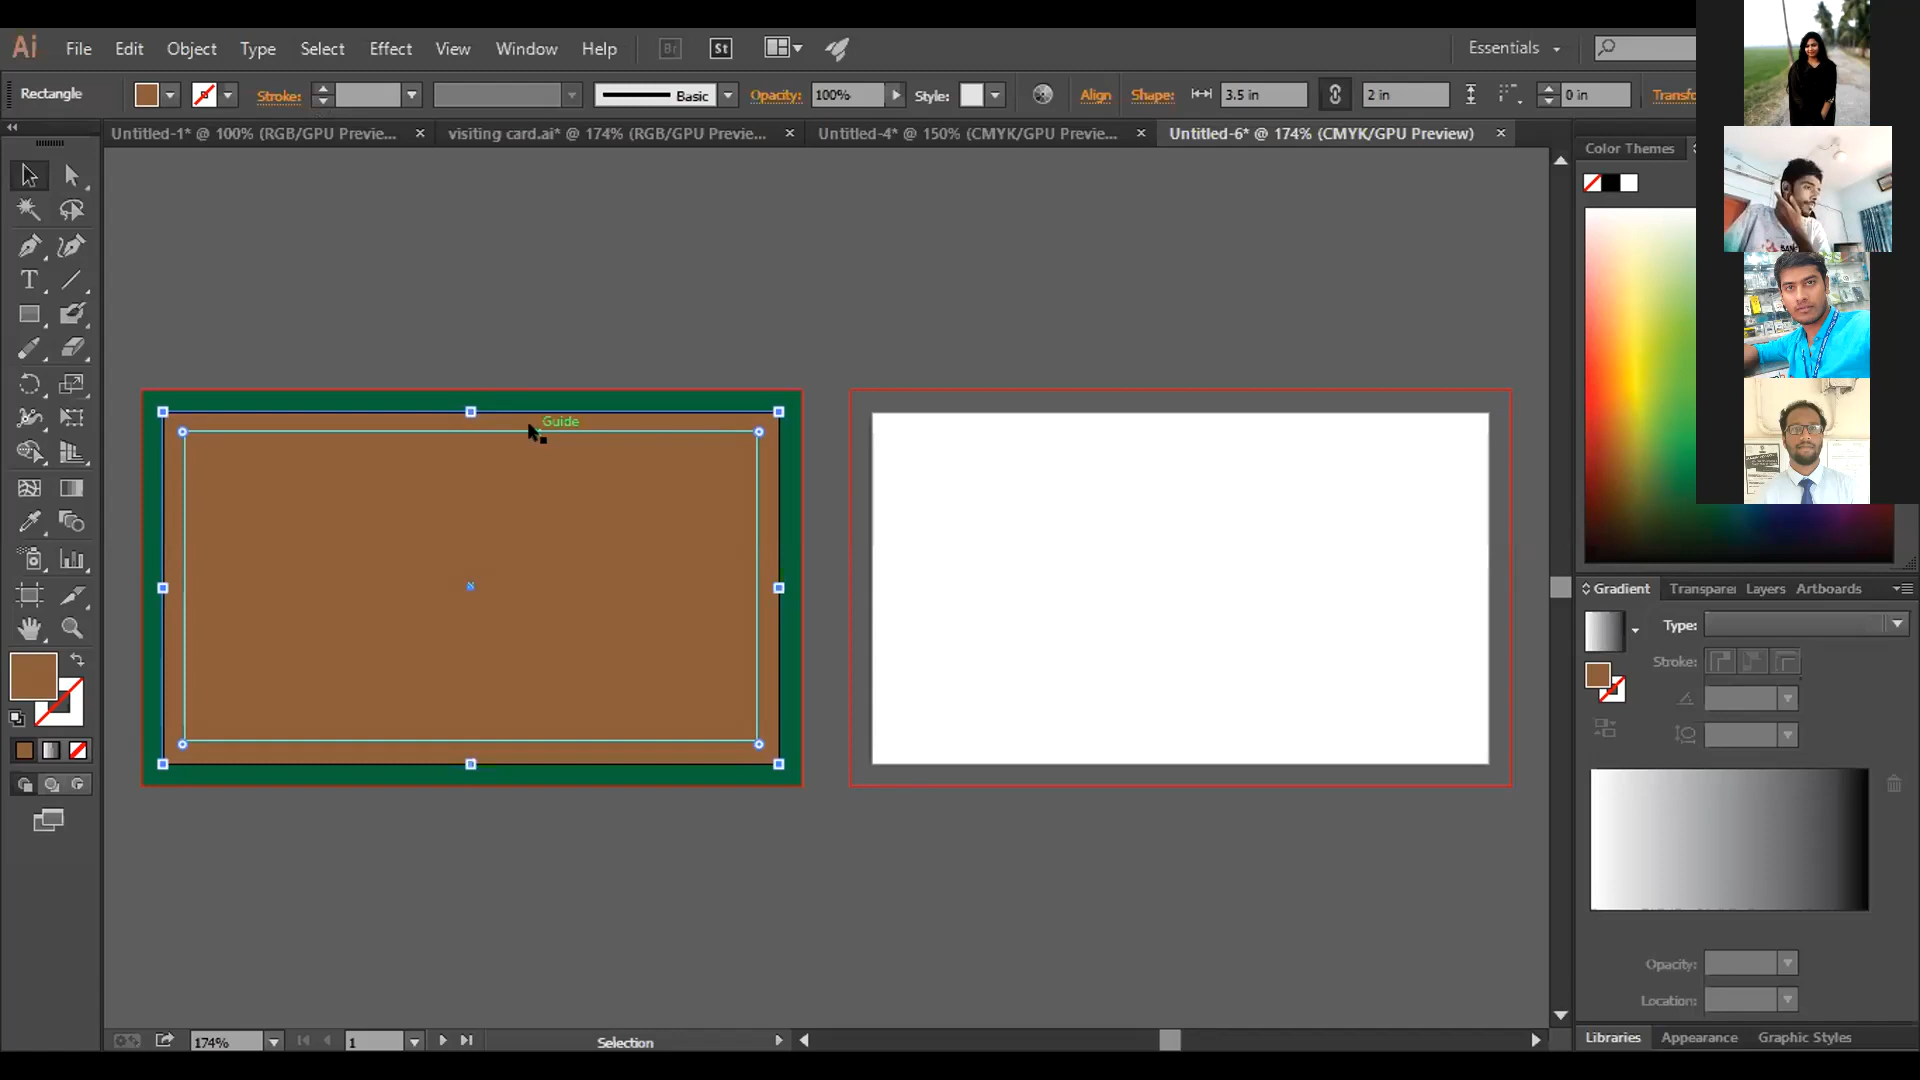 Ai File Edit Object Type Select Effect View Window Help Br St Essentials
Rectangle Stroke: Basic Opacity: 100% Style: Align Shape: 3.5 in 2 in 0 in Transfo
Untitled-1* @ 100% (RGB/GPU Previe... × visiting card.ai* @ 174% (RGB/GPU Previe... × Untitled-4* @ 150% (CMYK/GPU Previe... × Untitled-6* @ 174% (CMYK/GPU Preview) ×
Color Themes
T
Guide
Gradient Transparei Layers Artboards
Type:
Stroke:
Opacity:
Location:
174% 1 Selection
Libraries Appearance Graphic Styles